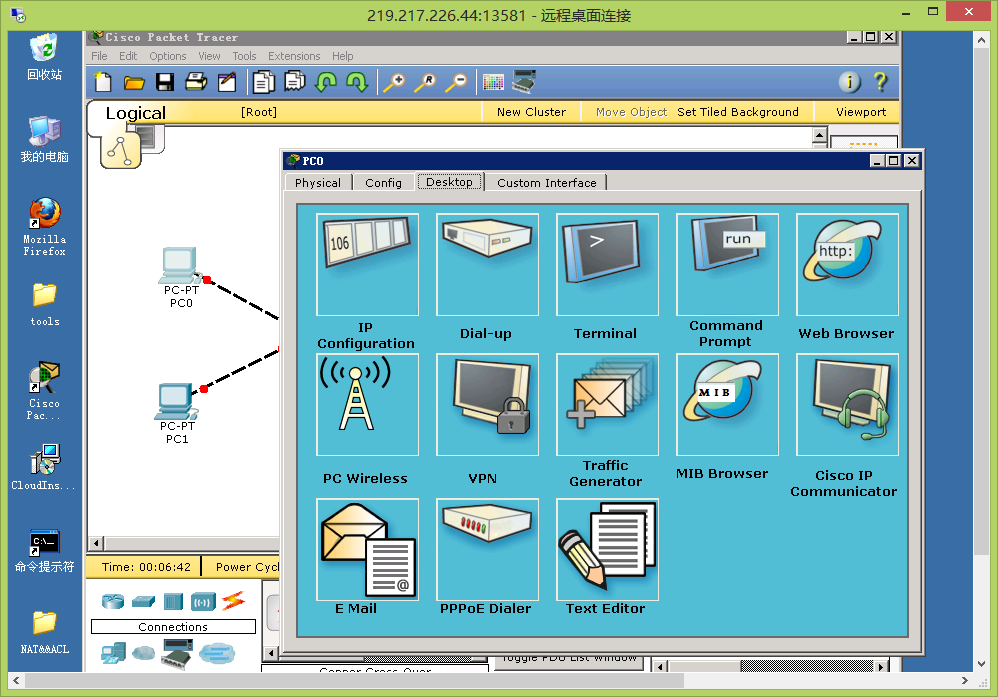 219.217.226.44:13581 - 远程桌面连接
回收站
我的电脑
Mozilla
Firefox
tools
Cisco
Pac...
CloudIns...
命令提示符
NAT&ACL
Cisco Packet Tracer
File Edit Options View Tools Extensions Help
Logical [Root] New Cluster Move Object Set Tiled Background Viewport
PC-PT
PC0
PC-PT
PC1
Time: 00:06:42 Power Cycl
Connections
Copper Cross-Over
Toggle PDU List Window
PC0
Physical Config Desktop Custom Interface
106
run
http:
IP
Configuration
Dial-up
Terminal
Command
Prompt
Web Browser
MIB
PC Wireless
VPN
Traffic
Generator
MIB Browser
Cisco IP
Communicator
@
E Mail
PPPoE Dialer
Text Editor